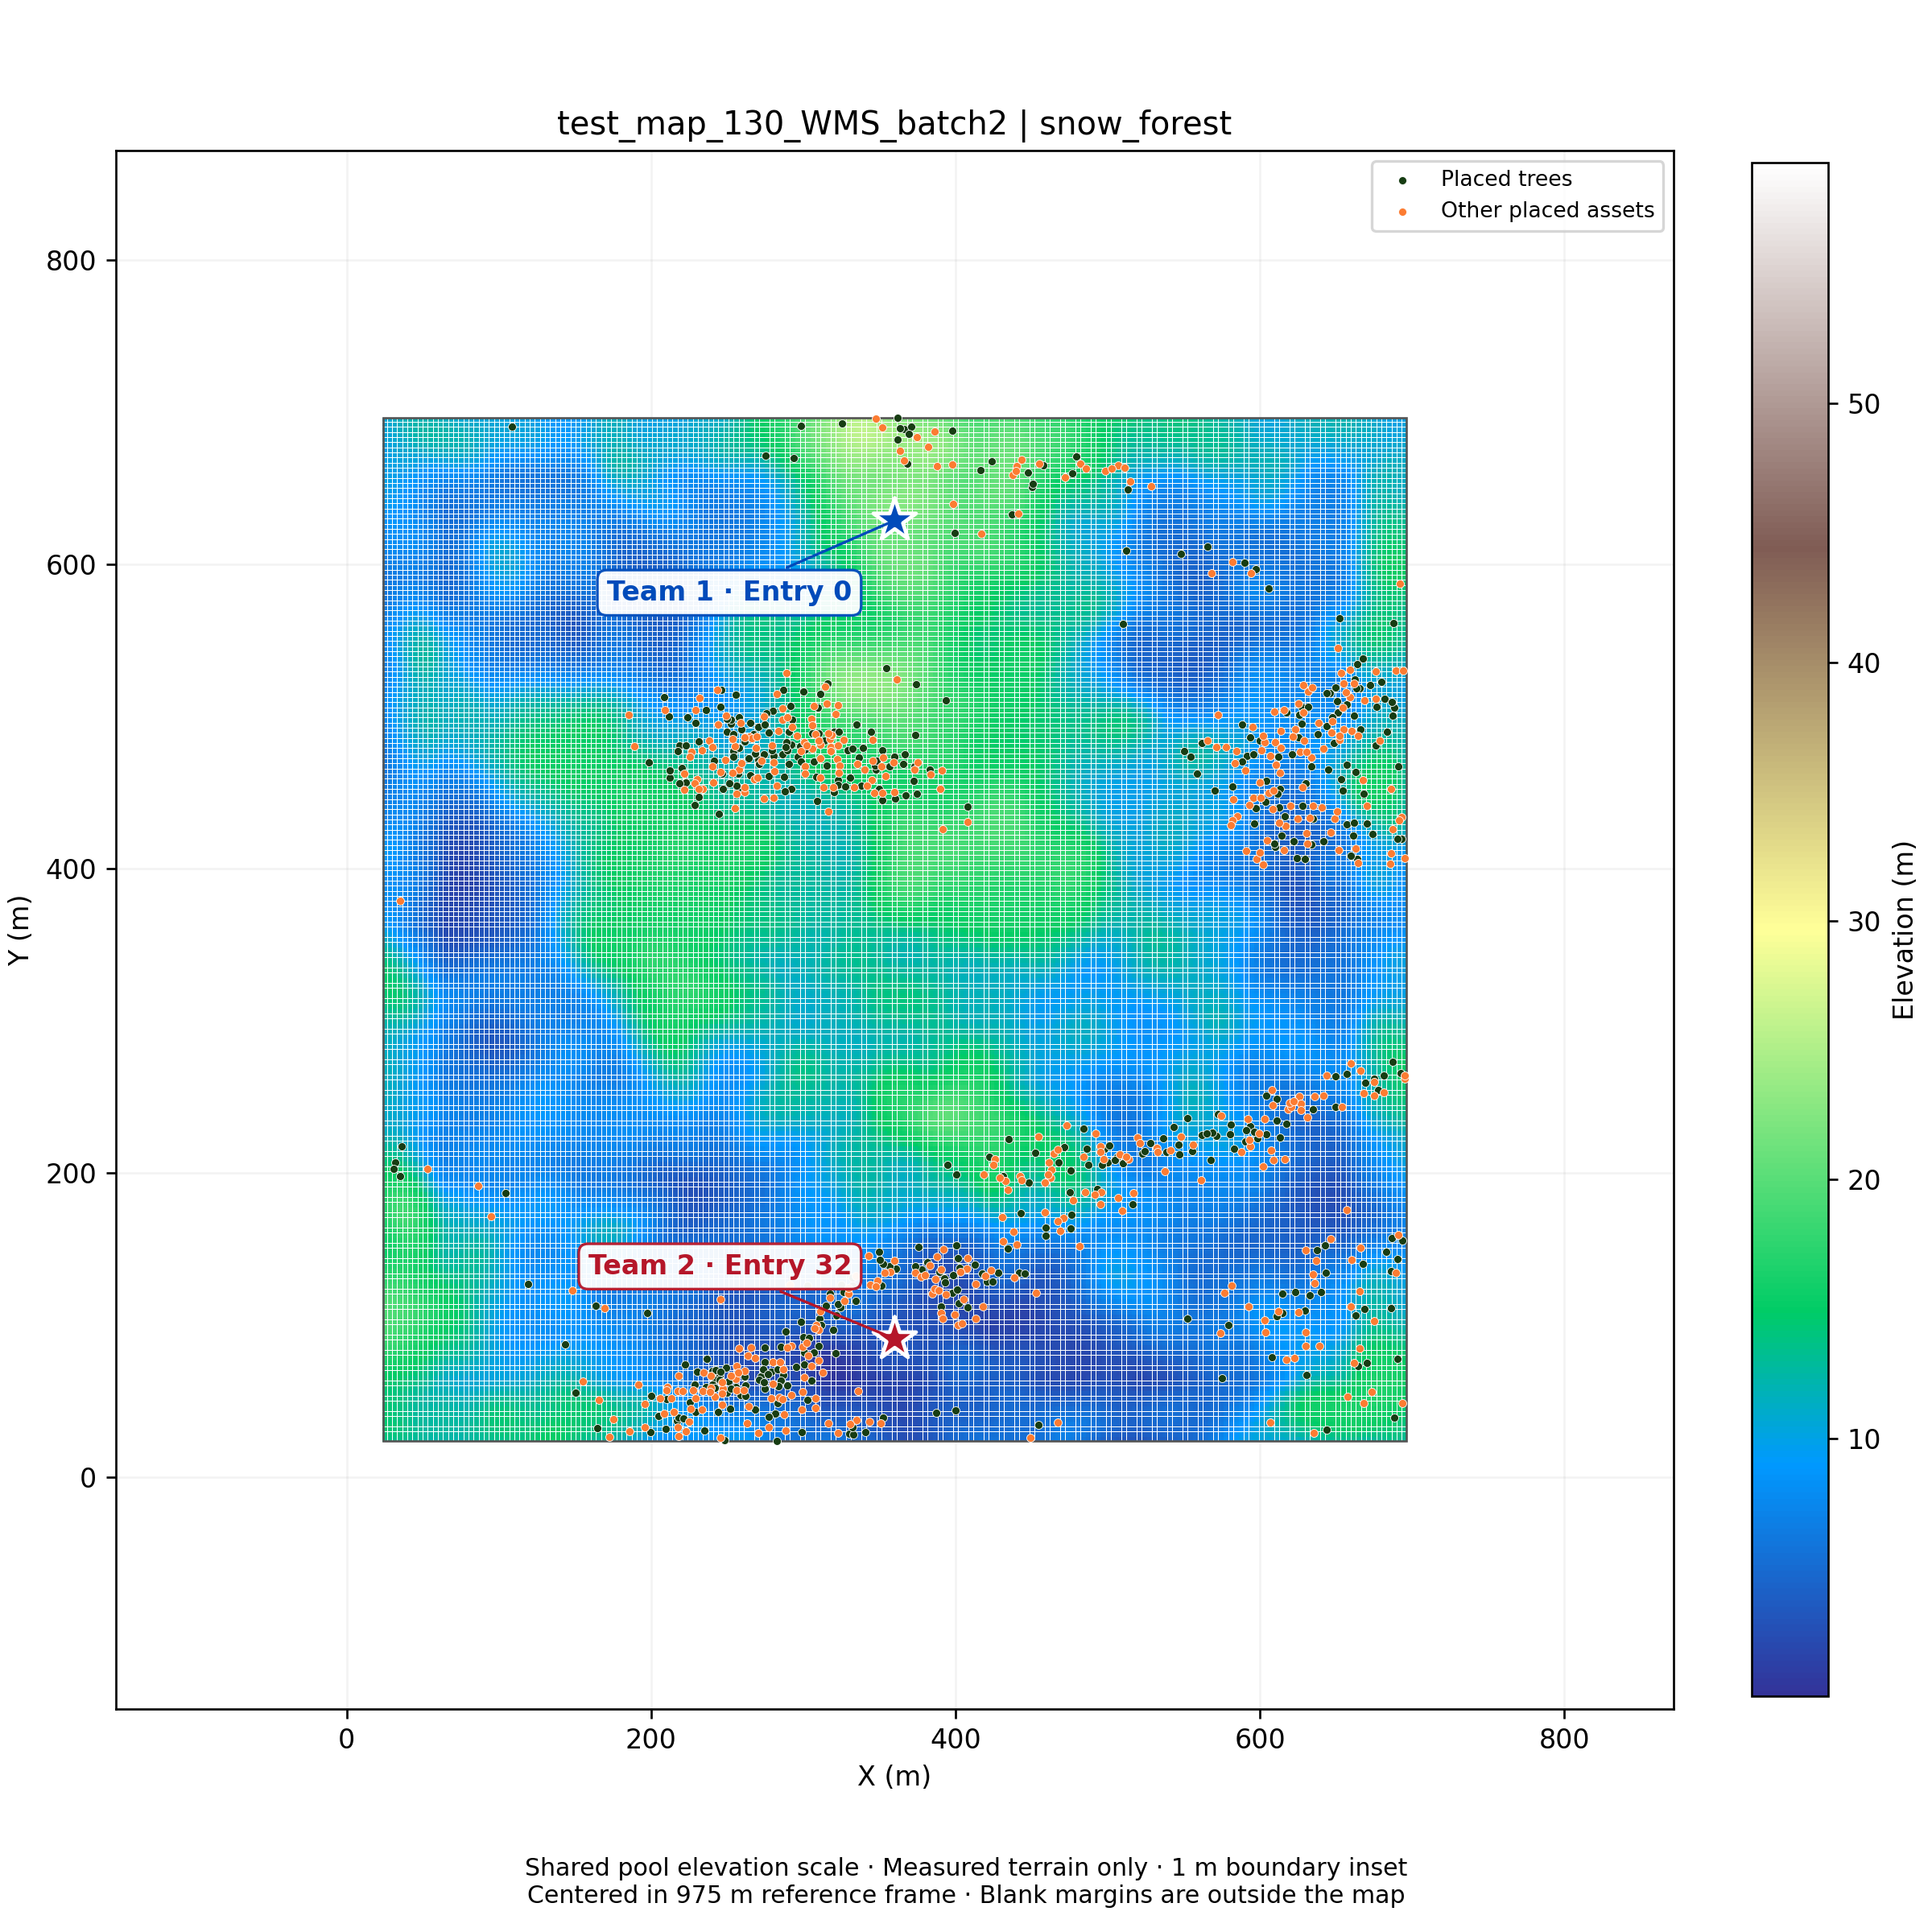 test_map_130_WMS_batch2 | snow_forest
Placed trees
Other placed assets
800
600
400
200
0
Y (m)
Team 1 · Entry 0
Team 2 · Entry 32
0
200
400
600
800
X (m)
50
40
30
20
10
Elevation (m)
Shared pool elevation scale · Measured terrain only · 1 m boundary inset
Centered in 975 m reference frame · Blank margins are outside the map